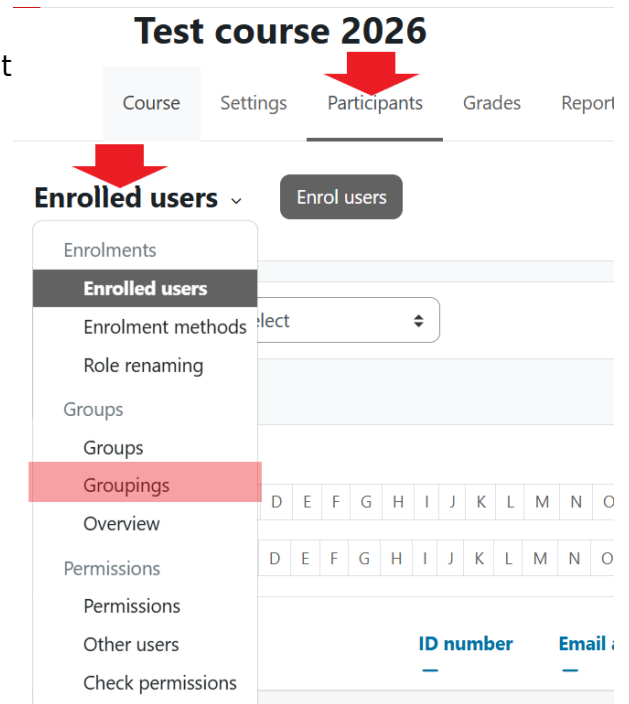 Test course 2026
t
Course Settings Participants Grades Report
Enrolled users Enrol users
Enrolments
Enrolled users
Enrolment methods elect
Role renaming
Groups
Groups
Groupings
D E F G H I J K L M N O
Overview
D E F G H I J K L M N O
Permissions
Permissions
Other users ID number Email a
Check permissions